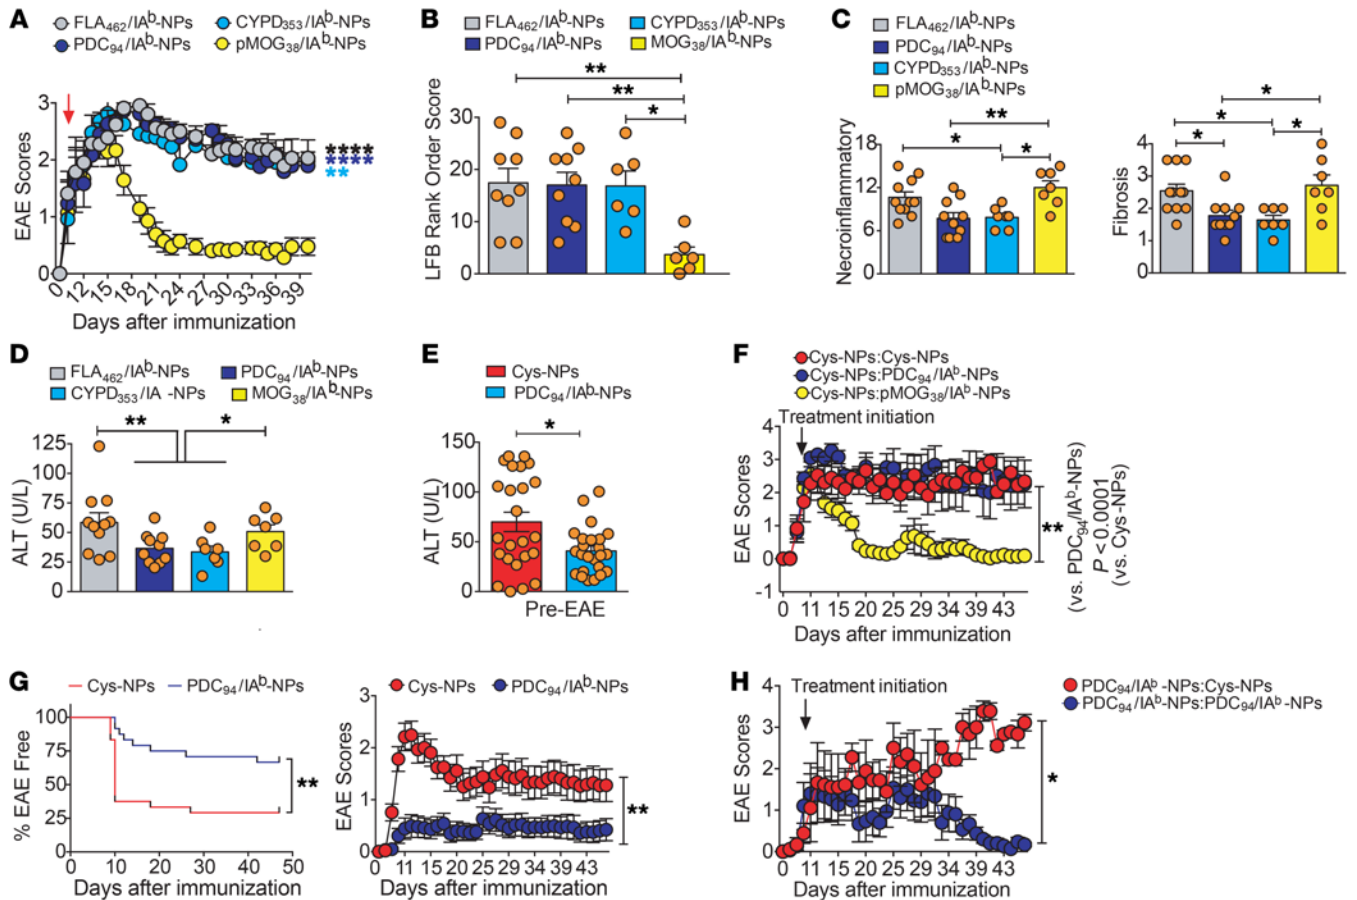 A
FLA462/IAb-NPs CYPD353/IAb-NPs
PDC94/IAb-NPs pMOG38/IAb-NPs
EAE Scores
3
2
1
0
****
****
**
0 12 15 18 21 24 27 30 33 36 39
Days after immunization
B
FLA462/IAb-NPs CYPD353/IAb-NPs
PDC94/IAb-NPs MOG38/IAb-NPs
**
**
*
LFB Rank Order Score
30
20
10
0
C
FLA462/IAb-NPs
PDC94/IAb-NPs
CYPD353/IAb-NPs
pMOG38/IAb-NPs
**
*
*
Necroinflammatory
18
12
6
0
*
*
*
*
Fibrosis
4
3
2
1
0
D
FLA462/IAb-NPs PDC94/IAb-NPs
CYPD353/IA -NPs MOG38/IAb-NPs
** *
ALT (U/L)
125
100
75
50
25
0
E
Cys-NPs
PDC94/IAb-NPs
*
ALT (U/L)
150
100
50
0
Pre-EAE
F
Cys-NPs:Cys-NPs
Cys-NPs:PDC94/IAb-NPs
Cys-NPs:pMOG38/IAb-NPs
Treatment initiation
EAE Scores
4
3
2
1
0
-1
0 11 15 20 25 29 34 39 43
Days after immunization
**
(vs. PDC94/IAb-NPs)
P < 0.0001
(vs. Cys-NPs)
G
Cys-NPs PDC94/IAb-NPs
% EAE Free
100
75
50
25
0 10 20 30 40 50
Days after immunization
**
Cys-NPs PDC94/IAb-NPs
EAE Scores
3
2
1
0
0 11 15 20 25 29 34 39 43
Days after immunization
**
H
PDC94/IAb-NPs:Cys-NPs
PDC94/IAb-NPs:PDC94/IAb-NPs
Treatment initiation
EAE Scores
4
3
2
1
0
0 11 15 20 25 29 34 39 43
Days after immunization
*